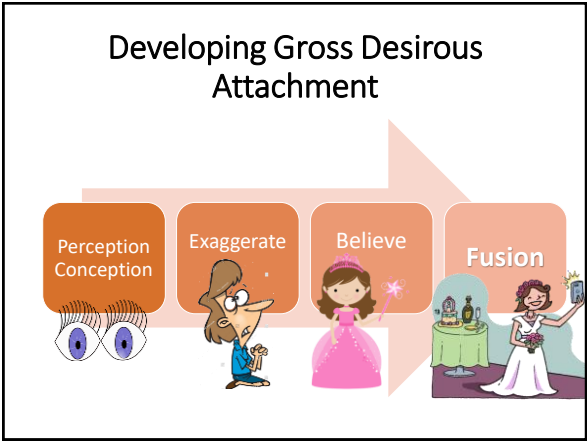 Developing Gross Desirous
Attachment
Perception
Conception
Exaggerate
Believe
Fusion